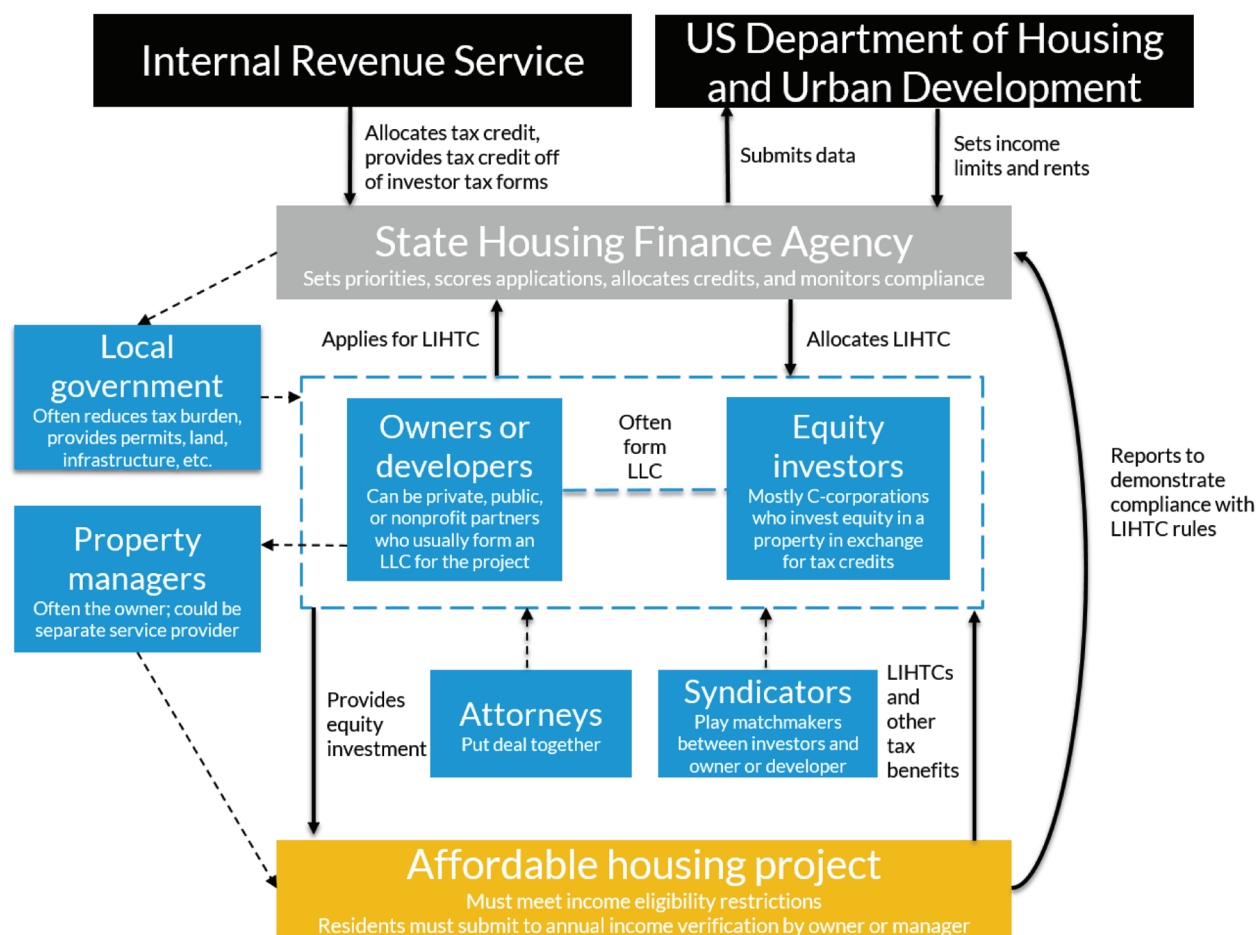 Internal Revenue Service
US Department of Housing
and Urban Development
Allocates tax credit,
provides tax credit off
of investor tax forms
Submits data
Sets income
limits and rents
State Housing Finance Agency
Sets priorities, scores applications, allocates credits, and monitors compliance
Local
government
Often reduces tax burden,
provides permits, land,
infrastructure, etc.
Applies for LIHTC
Allocates LIHTC
Owners or
developers
Can be private, public,
or nonprofit partners
who usually form an
LLC for the project
Often
form
LLC
Equity
investors
Mostly C-corporations
who invest equity in a
property in exchange
for tax credits
Reports to
demonstrate
compliance with
LIHTC rules
Property
managers
Often the owner; could be
separate service provider
Provides
equity
investment
Attorneys
Put deal together
Syndicators
Play matchmakers
between investors and
owner or developer
LIHTCs
and
other
tax
benefits
Affordable housing project
Must meet income eligibility restrictions
Residents must submit to annual income verification by owner or manager